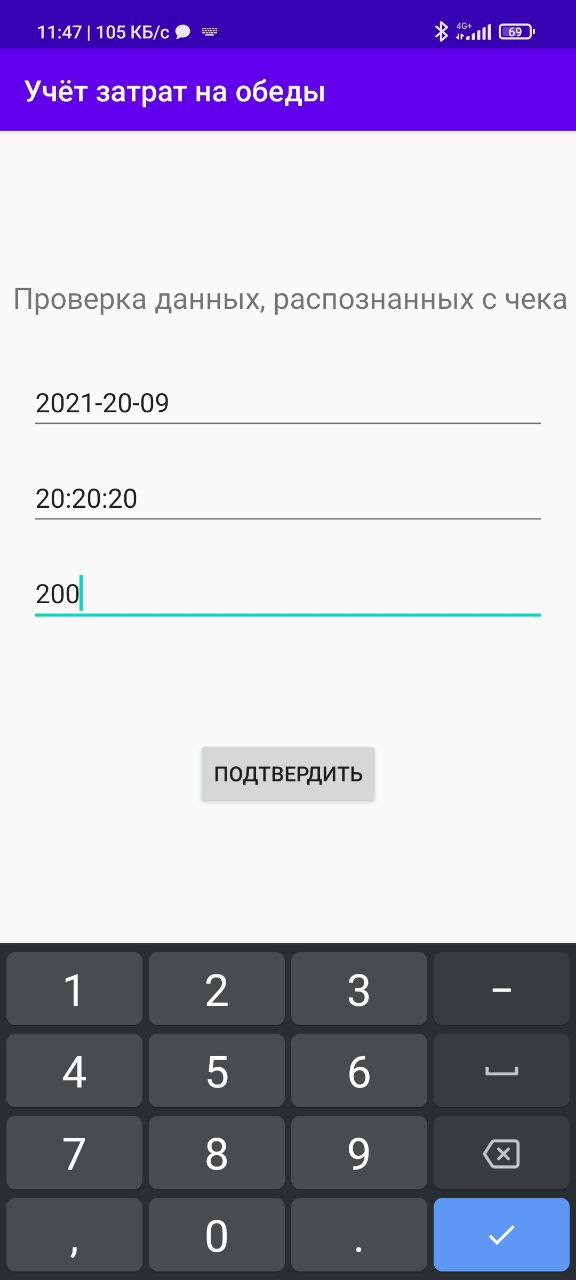 11:47 | 105 КБ/с
4G+
69
Учёт затрат на обеды
Проверка данных, распознанных с чека
2021-20-09
20:20:20
200
ПОДТВЕРДИТЬ
1 2 3 –
4 5 6
7 8 9
, 0 .